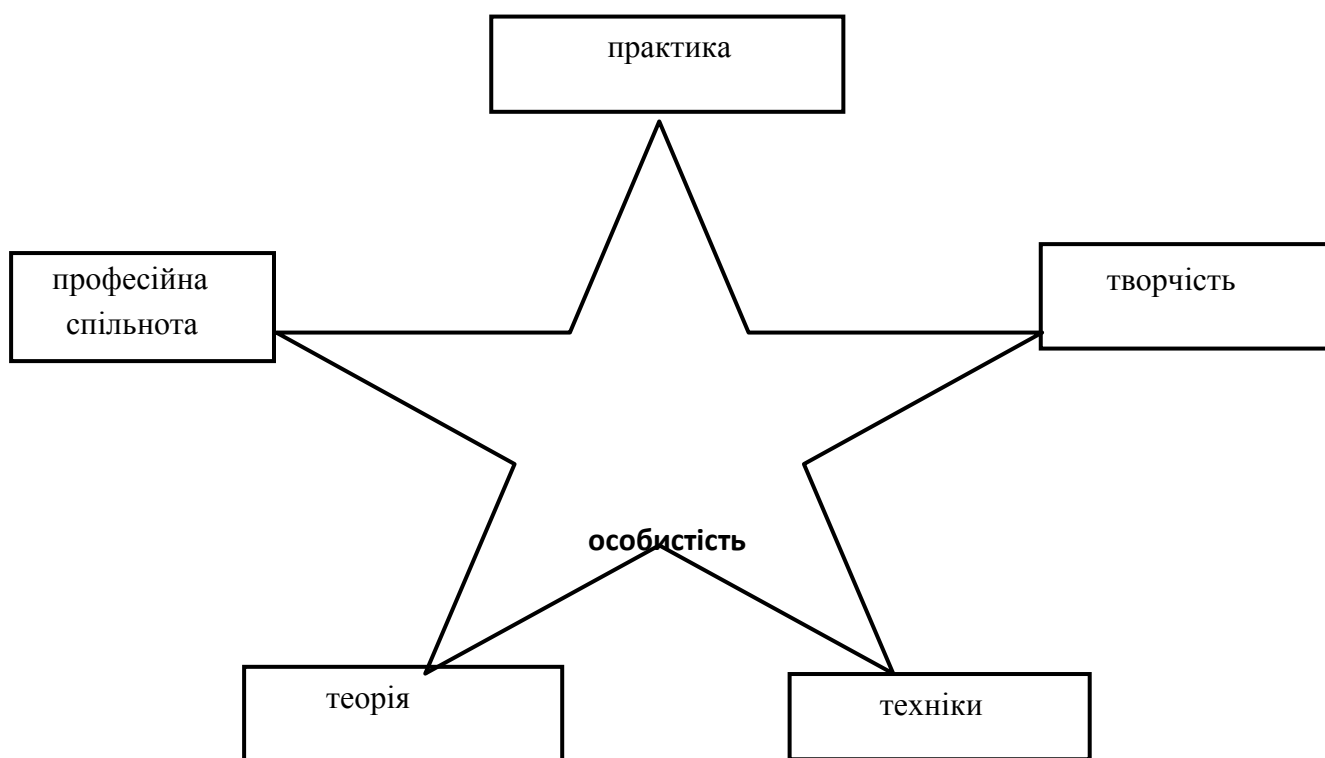 практика
професійна
спільнота
творчість
особистість
теорія
техніки